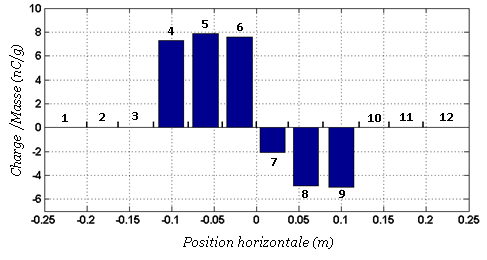 10
8
6
4
2
0
-2
-4
-6
Charge /Masse (nC/g)
1 2 3 4 5 6 7 8 9 10 11 12
-0.25 -0.2 -0.15 -0.1 -0.05 0 0.05 0.1 0.15 0.2 0.25
Position horizontale (m)